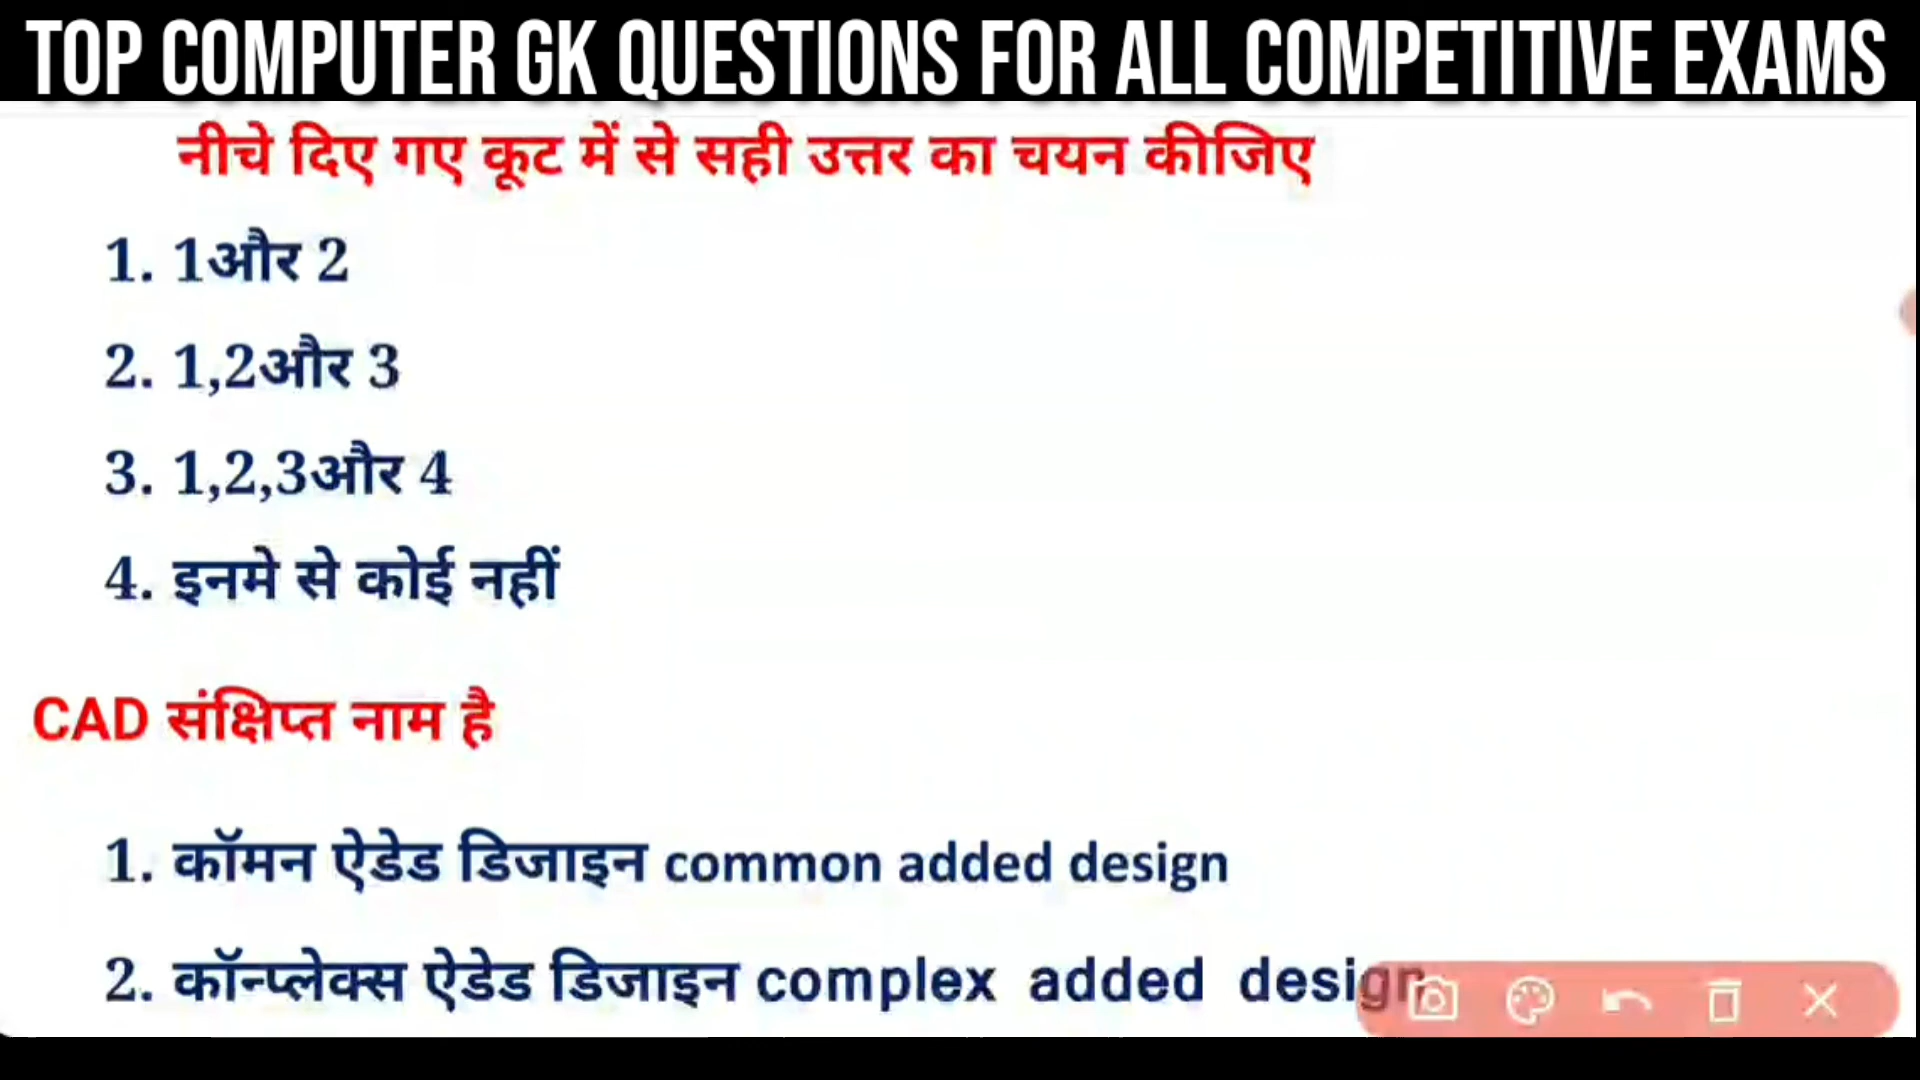 TOP COMPUTER GK QUESTIONS FOR ALL COMPETITIVE EXAMS
नीचे दिए गए कूट में से सही उत्तर का चयन कीजिए
1. 1और 2
2. 1,2और 3
3. 1,2,3और 4
4. इनमे से कोई नहीं
CAD संक्षिप्त नाम है
1. कॉमन ऐडेड डिजाइन common added design
2. कॉन्प्लेक्स ऐडेड डिजाइन complex added design